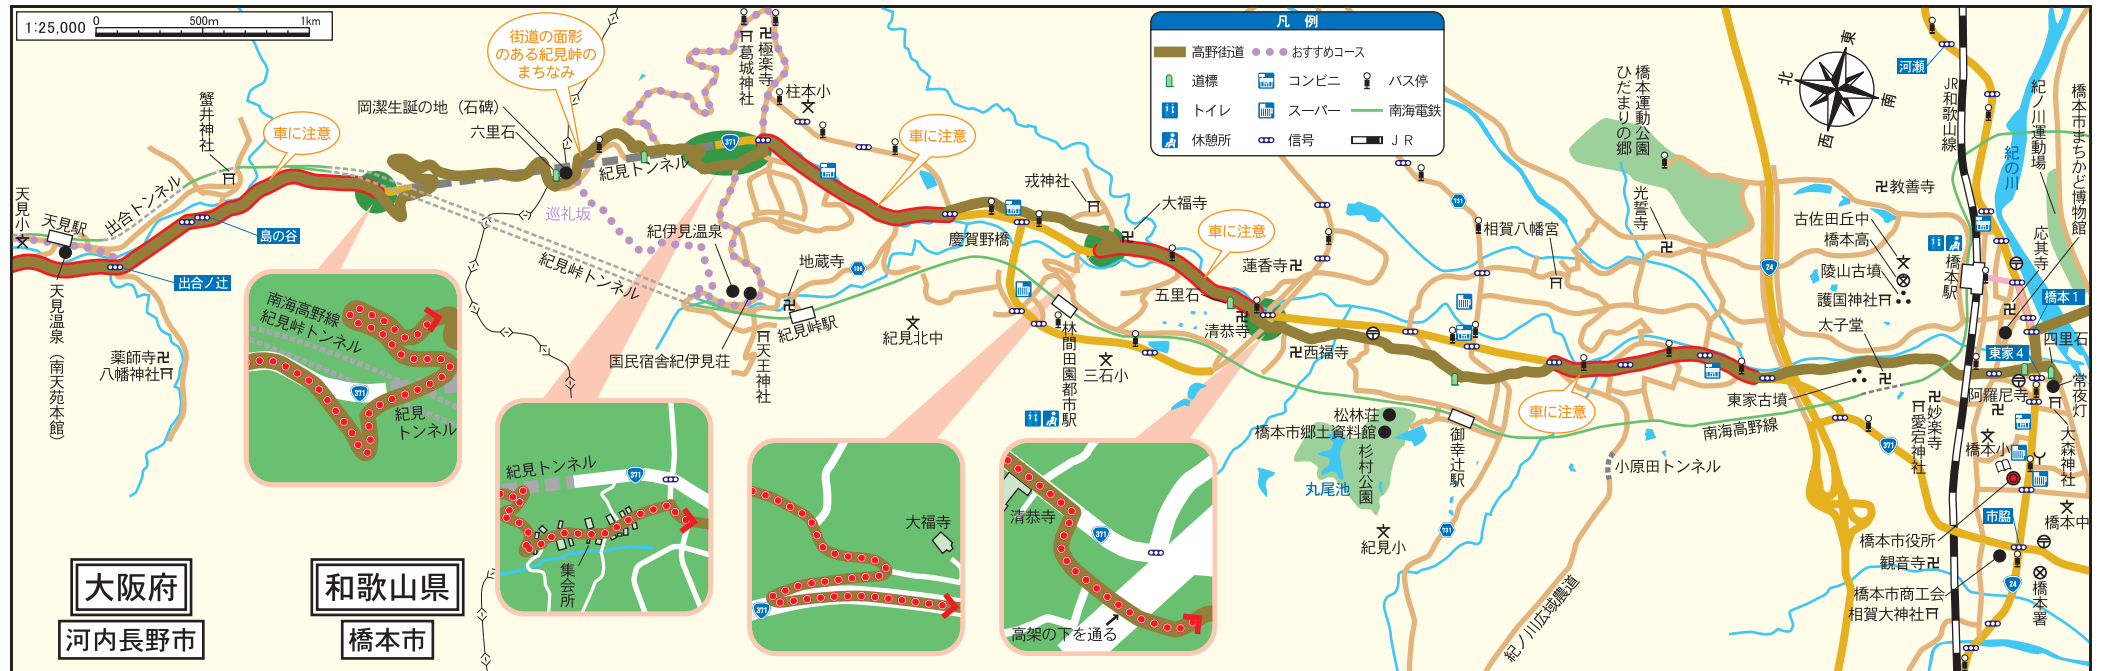 1:25,000
0 500m 1km
街道の面影
のある紀見峠の
まちなみ
凡 例
高野街道
おすすめコース
道標
コンビニ
バス停
トイレ
スーパー
南海電鉄
休憩所
信号
ＪＲ
東
北
南
西
蟹井神社
車に注意
岡潔生誕の地（石碑）
六里石
葛城神社
極楽寺
柱本小
371
車に注意
天見小
天見駅
出合トンネル
島の谷
出合ノ辻
天見温泉（南天苑本館）
薬師寺
八幡神社
紀見トンネル
巡礼坂
紀伊見温泉
紀見峠トンネル
地蔵寺
106
紀見峠駅
国民宿舎紀伊見荘
天王神社
慶賀野橋
戎神社
大福寺
紀見北中
林間田園都市駅
三石小
車に注意
蓮香寺
五里石
清恭寺
西福寺
731
相賀八幡宮
ひだまりの郷
橋本運動公園
光誓寺
24
教善寺
古佐田丘中
橋本高
陵山古墳
護国神社
太子堂
河瀬
JR和歌山線
紀ノ川運動場
橋本市まちかど博物館
紀の川
応其寺
橋本駅
橋本1
四里石
東家4
常夜灯
阿羅尼寺
大森神社
橋本小
妙楽寺
愛宕神社
371
東家古墳
南海高野線
車に注意
小原田トンネル
松林荘
橋本市郷土資料館
杉村公園
丸尾池
御幸辻駅
731
紀見小
紀ノ川広域農道
市脇
橋本中
橋本市役所
観音寺
24
橋本市商工会
相賀大神社
橋本署
南海高野線
紀見峠トンネル
371
紀見
トンネル
紀見トンネル
371
集会所
大福寺
371
清恭寺
371
高架の下を通る
大阪府
河内長野市
和歌山県
橋本市